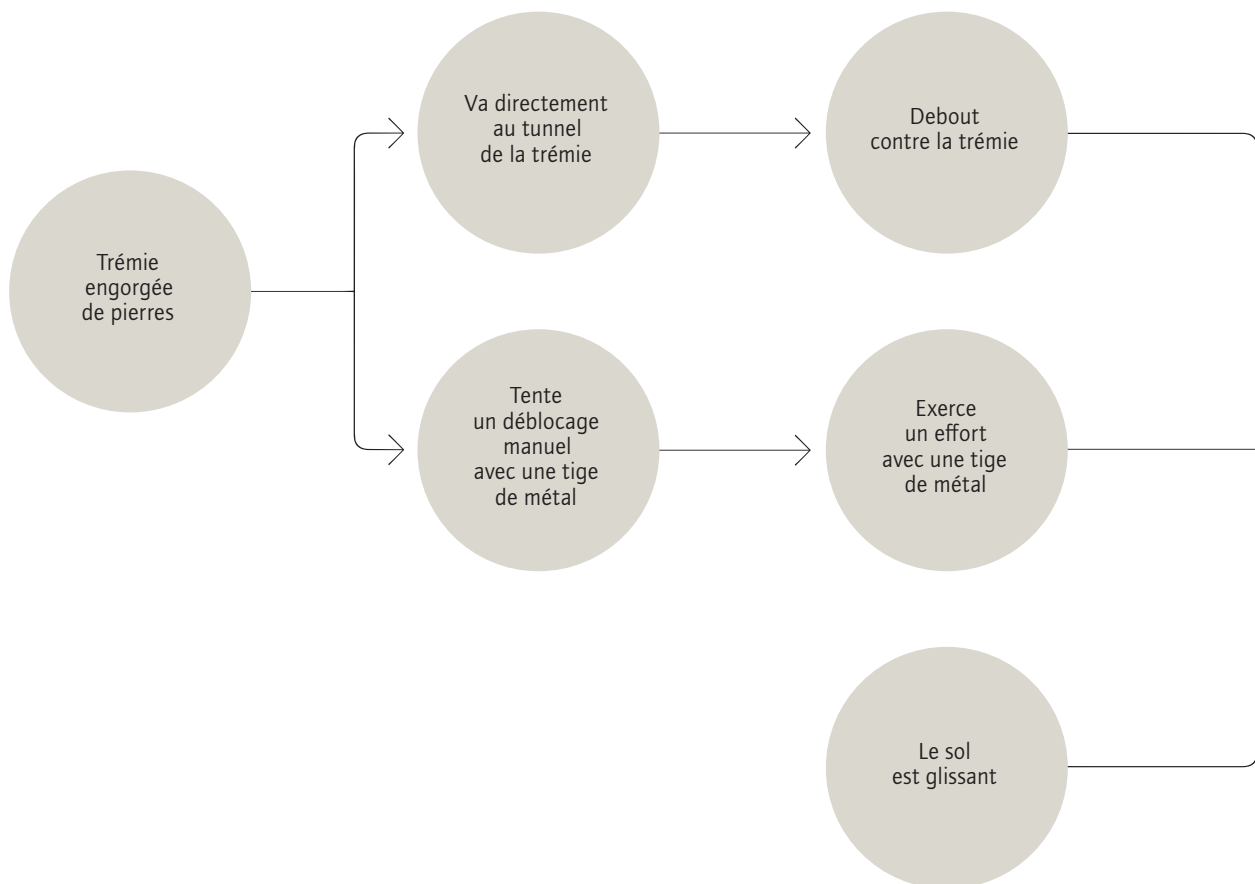 Trémie
engorgée
de pierres
Va directement
au tunnel
de la trémie
Debout
contre la trémie
Tente
un déblocage
manuel
avec une tige
de métal
Exerce
un effort
avec une tige
de métal
Le sol
est glissant